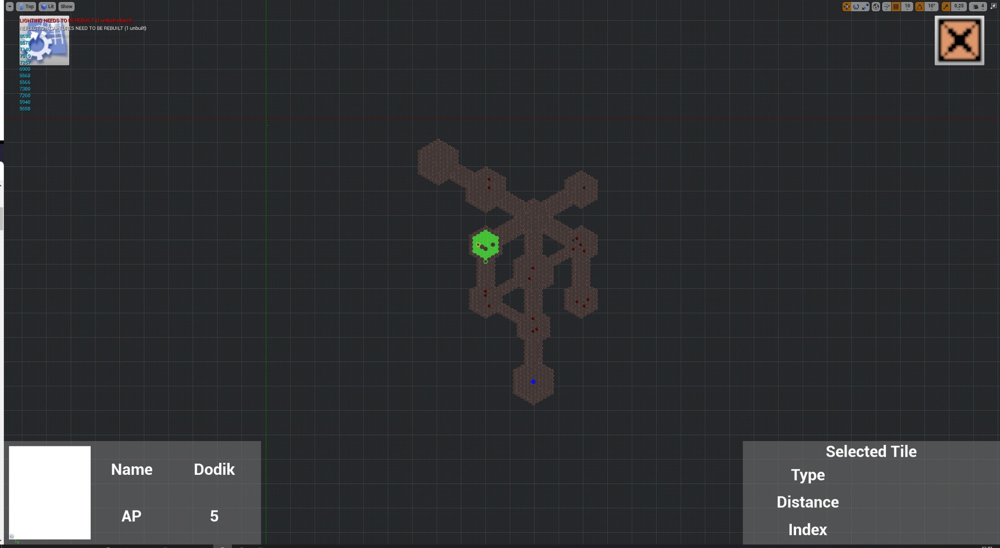 Top Lit Show 10 10° 0,25 4
LIGHTING NEEDS TO BE REBUILT (1 unbuilt object)
REFLECTION CAPTURES NEED TO BE REBUILT (1 unbuilt)
8698
8578
7140
7019
7257
6900
5568
5566
7380
7260
5940
5698
Name Dodik
AP 5
Selected Tile
Type
Distance
Index